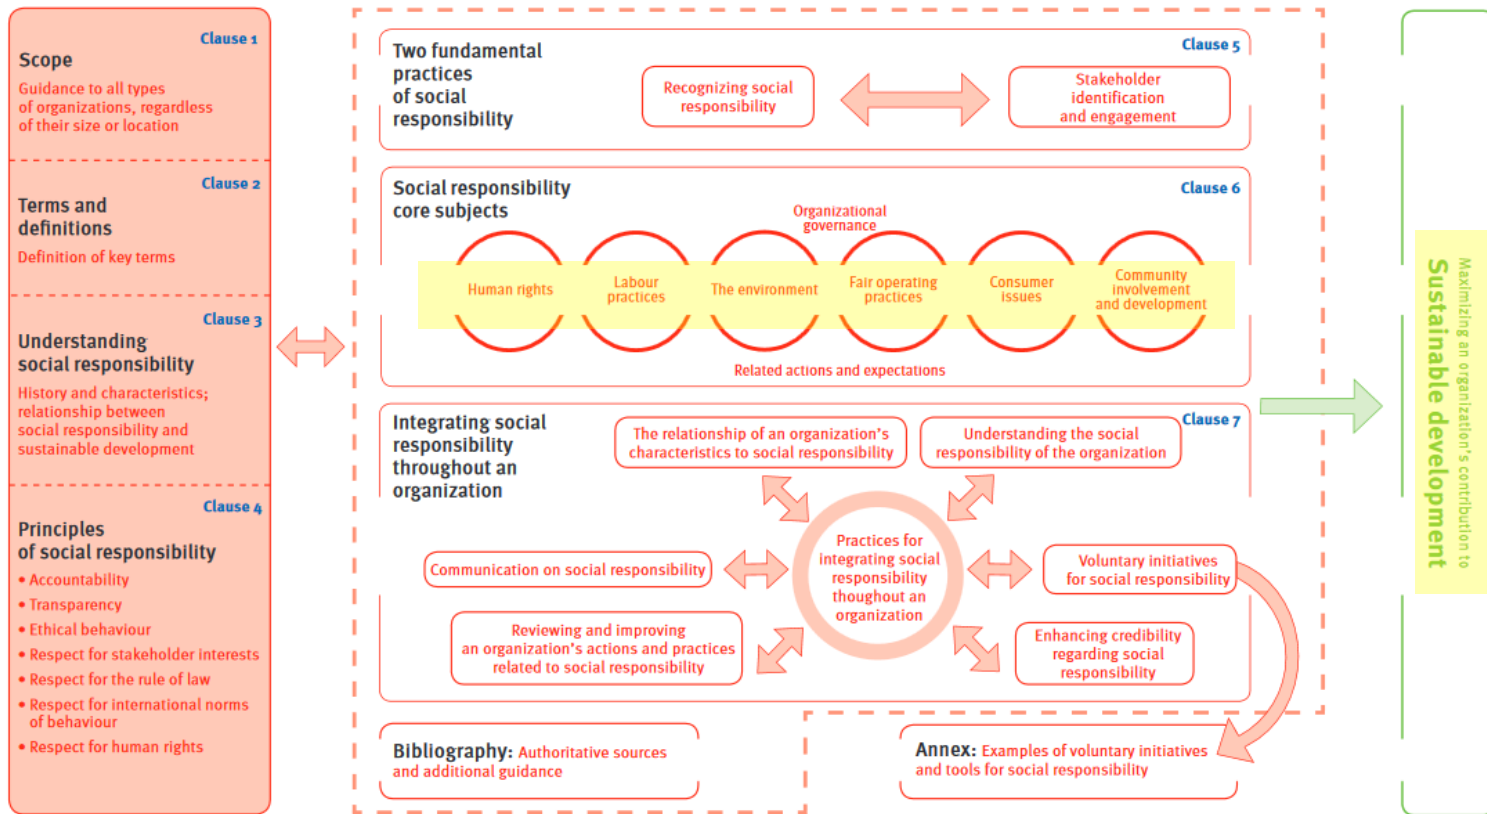 Clause 1
Scope
Guidance to all types
of organizations, regardless
of their size or location
Clause 2
Terms and
definitions
Definition of key terms
Clause 3
Understanding
social responsibility
History and characteristics;
relationship between
social responsibility and
sustainable development
Clause 4
Principles
of social responsibility
• Accountability
• Transparency
• Ethical behaviour
• Respect for stakeholder interests
• Respect for the rule of law
• Respect for international norms
of behaviour
• Respect for human rights
Clause 5
Two fundamental
practices
of social
responsibility
Recognizing social
responsibility
Stakeholder
identification
and engagement
Clause 6
Social responsibility
core subjects
Organizational
governance
Human rights
Labour
practices
The environment
Fair operating
practices
Consumer
issues
Community
involvement
and development
Related actions and expectations
Clause 7
Integrating social
responsibility
throughout an
organization
The relationship of an organization's
characteristics to social responsibility
Understanding the social
responsibility of the organization
Practices for
integrating social
responsibility
thoughout an
organization
Communication on social responsibility
Voluntary initiatives
for social responsibility
Reviewing and improving
an organization's actions and practices
related to social responsibility
Enhancing credibility
regarding social
responsibility
Bibliography: Authoritative sources
and additional guidance
Annex: Examples of voluntary initiatives
and tools for social responsibility
Maximizing an organization's contribution to
Sustainable development